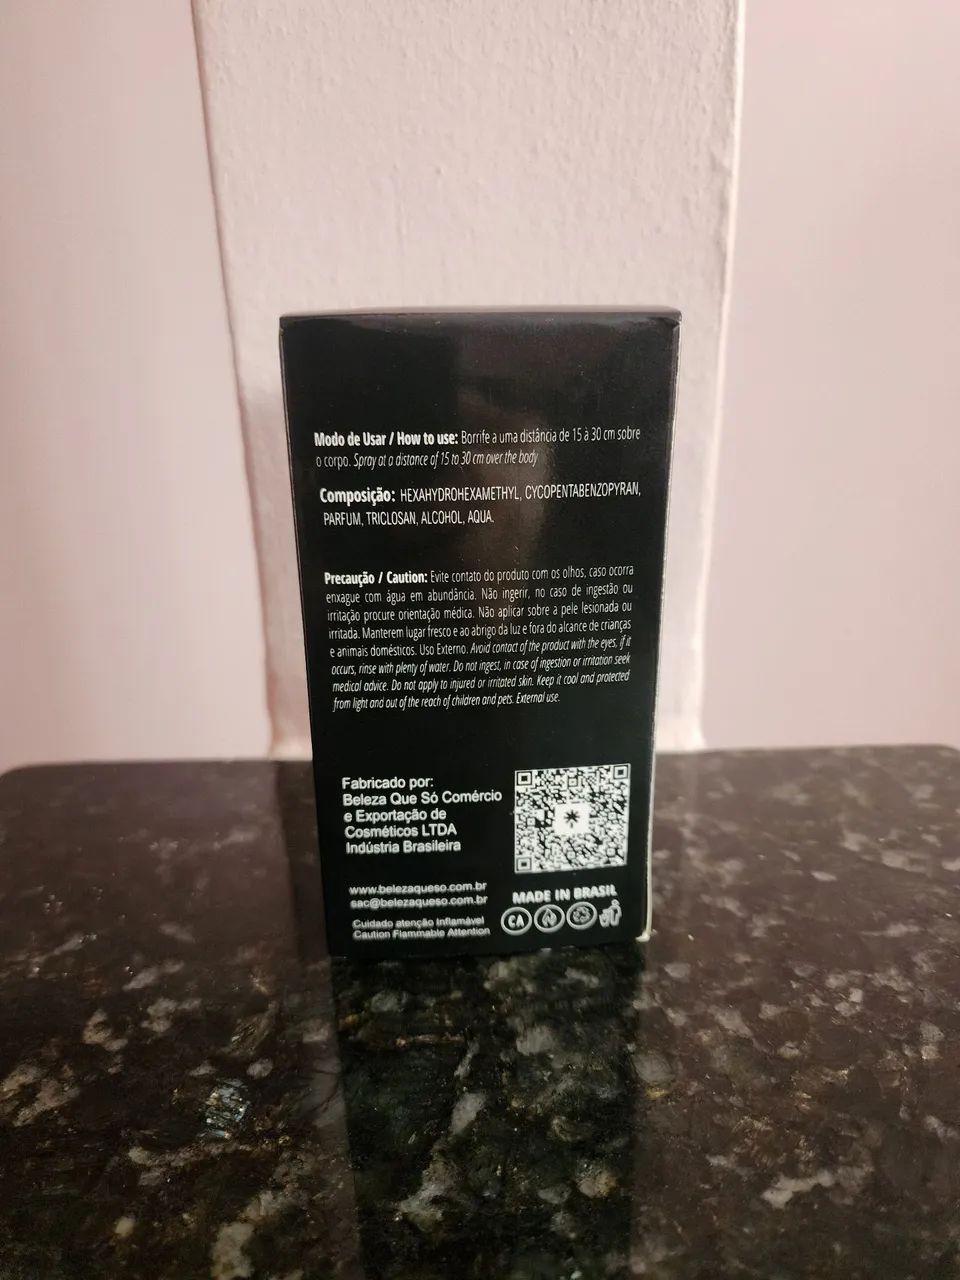 Modo de Usar / How to use: Borrife a uma distância de 15 à 30 cm sobre
o corpo. Spray at a distance of 15 to 30 cm over the body
Composição: HEXAHYDROHEXAMETHYL, CYCOPENTABENZOPYRAN,
PARFUM, TRICLOSAN, ALCOHOL, AQUA.
Precaução / Caution: Evite contato do produto com os olhos, caso ocorra
enxague com água em abundância. Não ingerir, no caso de ingestão ou
irritação procure orientação médica. Não aplicar sobre a pele lesionada ou
irritada. Manterem lugar fresco e ao abrigo da luz e fora do alcance de crianças
e animais domésticos. Uso Externo. Avoid contact of the product with the eyes, if it
occurs, rinse with plenty of water. Do not ingest, in case of ingestion or irritation seek
medical advice. Do not apply to injured or irritated skin. Keep it cool and protected
from light and out of the reach of children and pets. External use.
Fabricado por:
Beleza Que Só Comércio
e Exportação de
Cosméticos LTDA
Indústria Brasileira
www.belezaqueso.com.br
sac@belezaqueso.com.br
Cuidado atenção Inflamável
Caution Flammable Attention
MADE IN BRASIL
CA